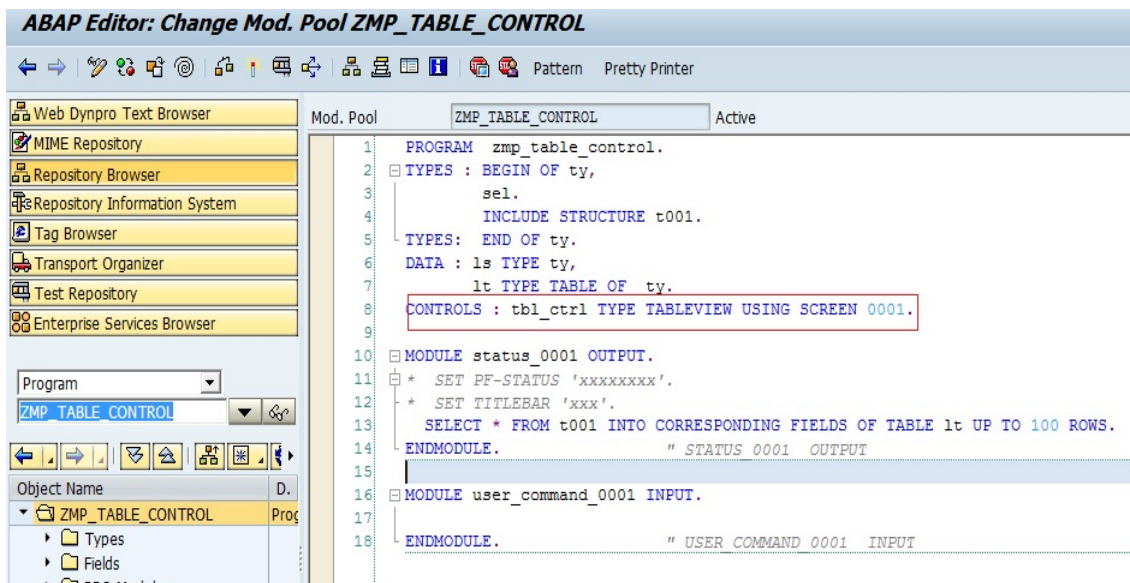 ABAP Editor: Change Mod. Pool ZMP_TABLE_CONTROL
Pattern Pretty Printer
Web Dynpro Text Browser
MIME Repository
Repository Browser
Repository Information System
Tag Browser
Transport Organizer
Test Repository
Enterprise Services Browser
Program
ZMP_TABLE_CONTROL
Object Name D.
ZMP_TABLE_CONTROL Prog
Types
Fields
Mod. Pool ZMP_TABLE_CONTROL Active
1 PROGRAM zmp_table_control.
2 TYPES : BEGIN OF ty,
3 sel.
4 INCLUDE STRUCTURE t001.
5 TYPES: END OF ty.
6 DATA : ls TYPE ty,
7 lt TYPE TABLE OF ty.
8 CONTROLS : tbl_ctrl TYPE TABLEVIEW USING SCREEN 0001.
9
10 MODULE status_0001 OUTPUT.
11 * SET PF-STATUS 'xxxxxxxx'.
12 * SET TITLEBAR 'xxx'.
13 SELECT * FROM t001 INTO CORRESPONDING FIELDS OF TABLE lt UP TO 100 ROWS.
14 ENDMODULE. " STATUS_0001 OUTPUT
15
16 MODULE user_command_0001 INPUT.
17
18 ENDMODULE. " USER_COMMAND_0001 INPUT